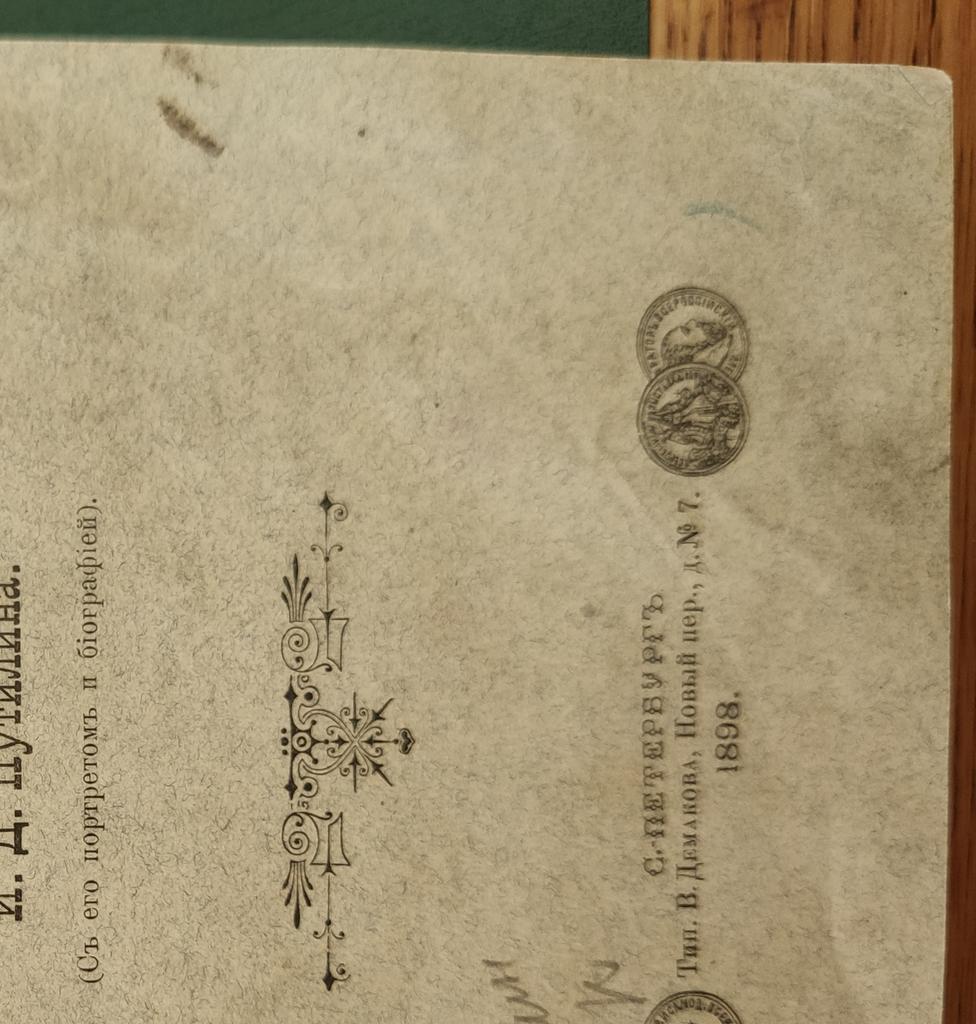 И. Д. Путилина.
(Съ его портретомъ и біографіей).
С.-ПЕТЕРБУРГЪ
Тип. В. Демакова, Новый пер., д. № 7.
1898.